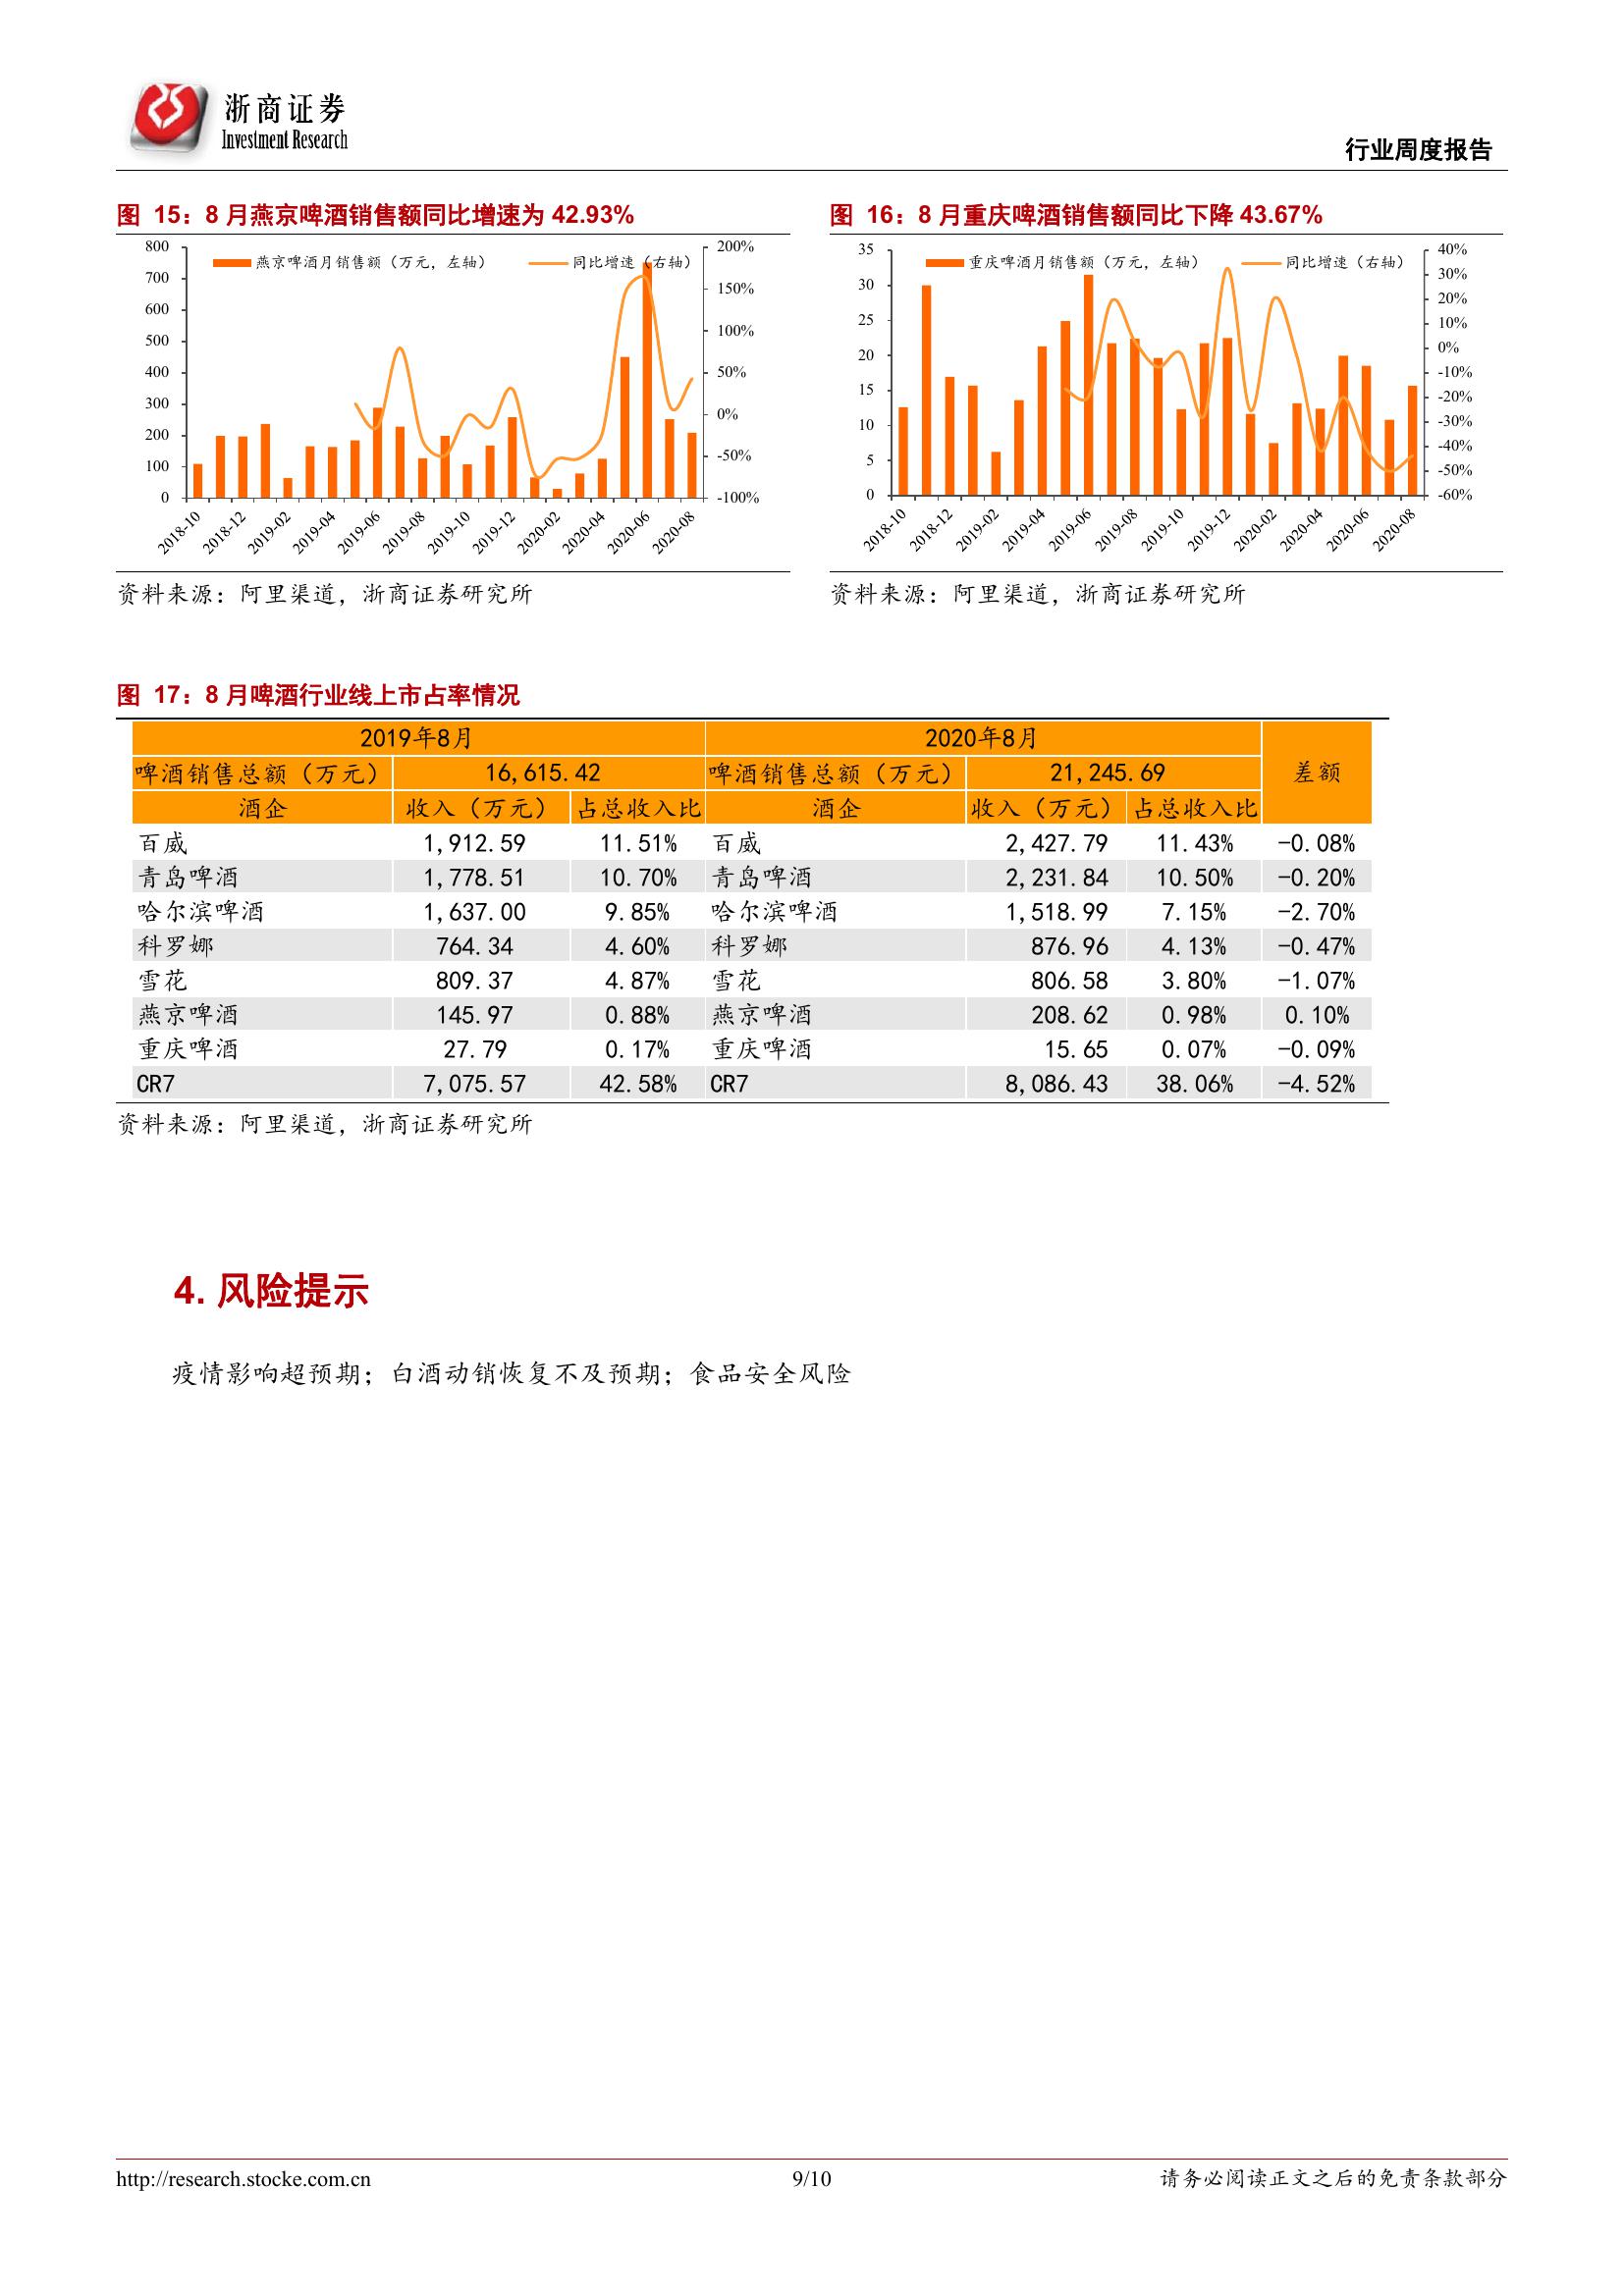 浙商证券
Investment Research
行业周度报告
图 15：8 月燕京啤酒销售额同比增速为 42.93%
燕京啤酒月销售额（万元，左轴）
同比增速（右轴）
800
700
600
500
400
300
200
100
0
200%
150%
100%
50%
0%
-50%
-100%
2018-10
2018-12
2019-02
2019-04
2019-06
2019-08
2019-10
2019-12
2020-02
2020-04
2020-06
2020-08
资料来源：阿里渠道，浙商证券研究所
图 16：8 月重庆啤酒销售额同比下降 43.67%
重庆啤酒月销售额（万元，左轴）
同比增速（右轴）
35
30
25
20
15
10
5
0
40%
30%
20%
10%
0%
-10%
-20%
-30%
-40%
-50%
-60%
2018-10
2018-12
2019-02
2019-04
2019-06
2019-08
2019-10
2019-12
2020-02
2020-04
2020-06
2020-08
资料来源：阿里渠道，浙商证券研究所
图 17：8 月啤酒行业线上市占率情况
2019年8月 2020年8月 差额
啤酒销售总额（万元） 16,615.42 啤酒销售总额（万元） 21,245.69
酒企 收入（万元） 占总收入比 酒企 收入（万元） 占总收入比
百威 1,912.59 11.51% 百威 2,427.79 11.43% -0.08%
青岛啤酒 1,778.51 10.70% 青岛啤酒 2,231.84 10.50% -0.20%
哈尔滨啤酒 1,637.00 9.85% 哈尔滨啤酒 1,518.99 7.15% -2.70%
科罗娜 764.34 4.60% 科罗娜 876.96 4.13% -0.47%
雪花 809.37 4.87% 雪花 806.58 3.80% -1.07%
燕京啤酒 145.97 0.88% 燕京啤酒 208.62 0.98% 0.10%
重庆啤酒 27.79 0.17% 重庆啤酒 15.65 0.07% -0.09%
CR7 7,075.57 42.58% CR7 8,086.43 38.06% -4.52%
资料来源：阿里渠道，浙商证券研究所
4. 风险提示
疫情影响超预期；白酒动销恢复不及预期；食品安全风险
http://research.stocke.com.cn
9/10
请务必阅读正文之后的免责条款部分